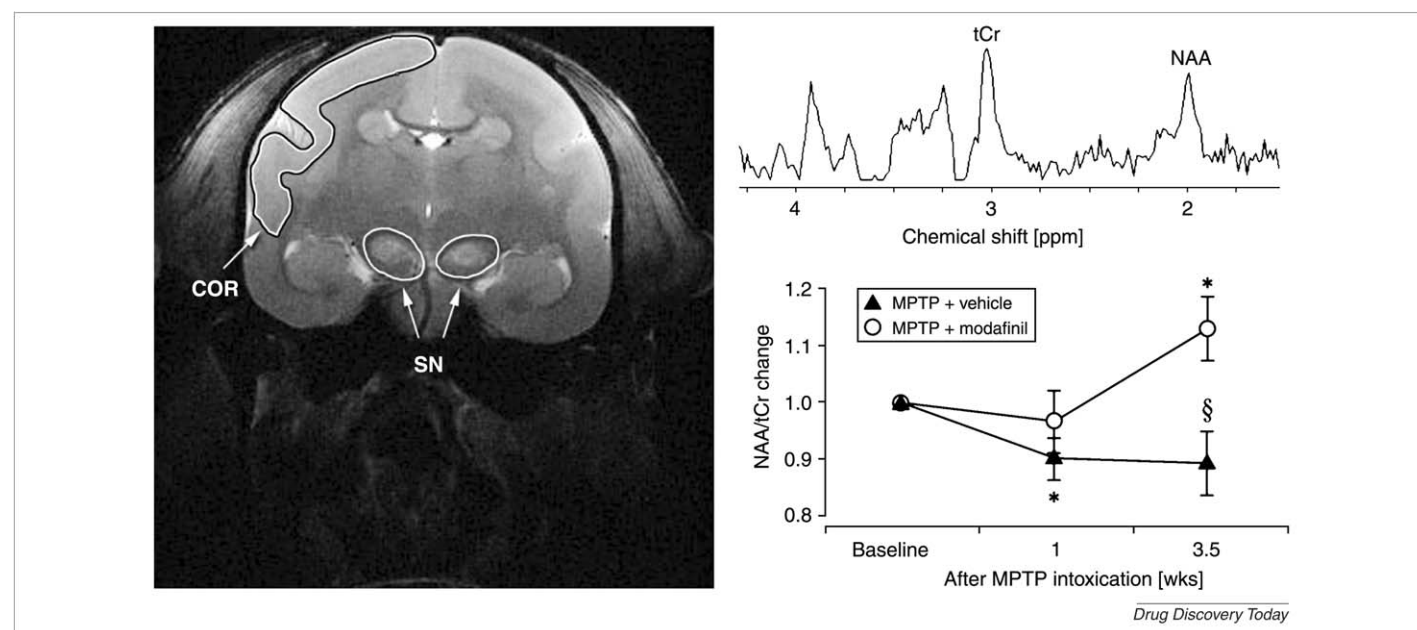 COR
SN
tCr
NAA
4 3 2
Chemical shift [ppm]
NAA/tCr change
1.2
1.1
1.0
0.9
0.8
MPTP + vehicle
MPTP + modafinil
*
§
*
Baseline 1 3.5
After MPTP intoxication [wks]
Drug Discovery Today